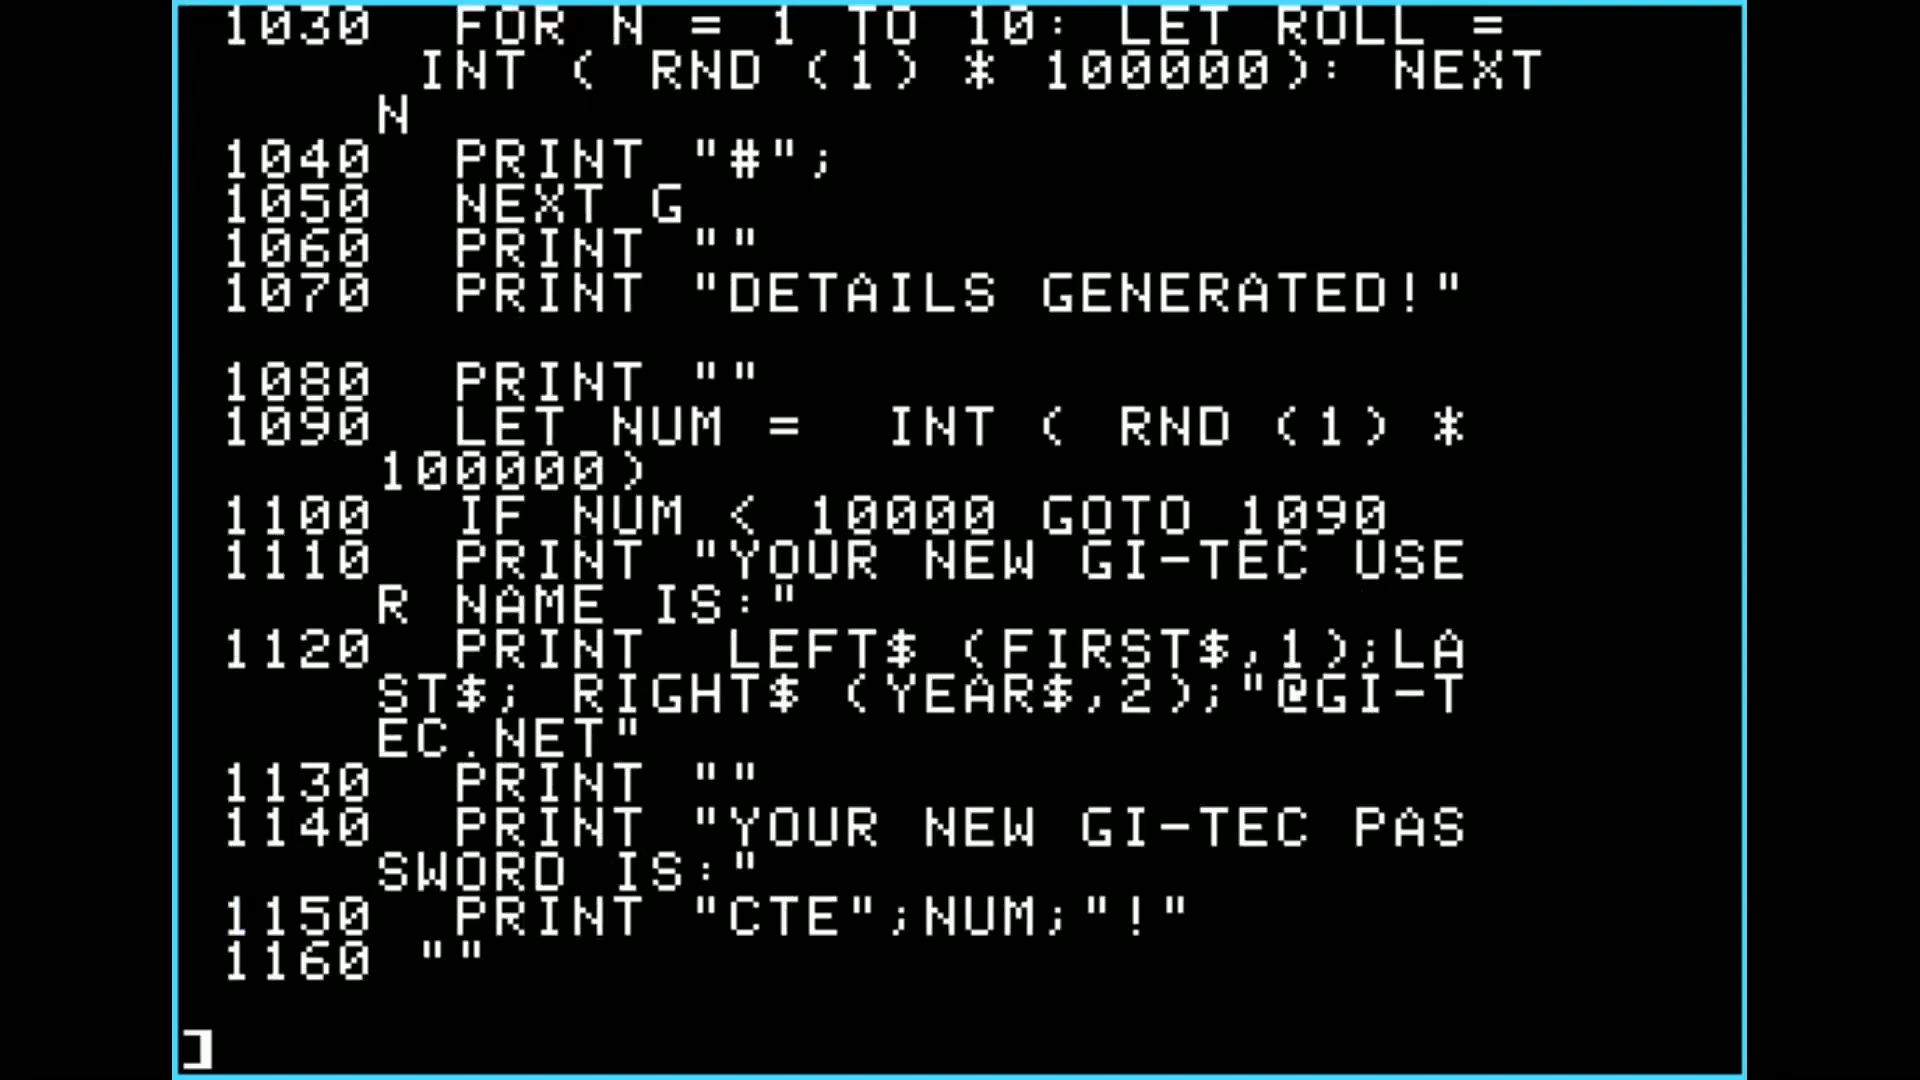 1030  FOR N = 1 TO 10: LET ROLL =
INT ( RND (1) * 100000): NEXT
N
1040  PRINT "#";
1050  NEXT G
1060  PRINT ""
1070  PRINT "DETAILS GENERATED!"
1080  PRINT ""
1090  LET NUM =  INT ( RND (1) *
100000)
1100  IF NUM < 10000 GOTO 1090
1110  PRINT "YOUR NEW GI-TEC USE
R NAME IS:"
1120  PRINT  LEFT$ (FIRST$,1);LA
ST$; RIGHT$ (YEAR$,2);"@GI-T
EC.NET"
1130  PRINT ""
1140  PRINT "YOUR NEW GI-TEC PAS
SWORD IS:"
1150  PRINT "CTE";NUM;"!"
1160 ""
]